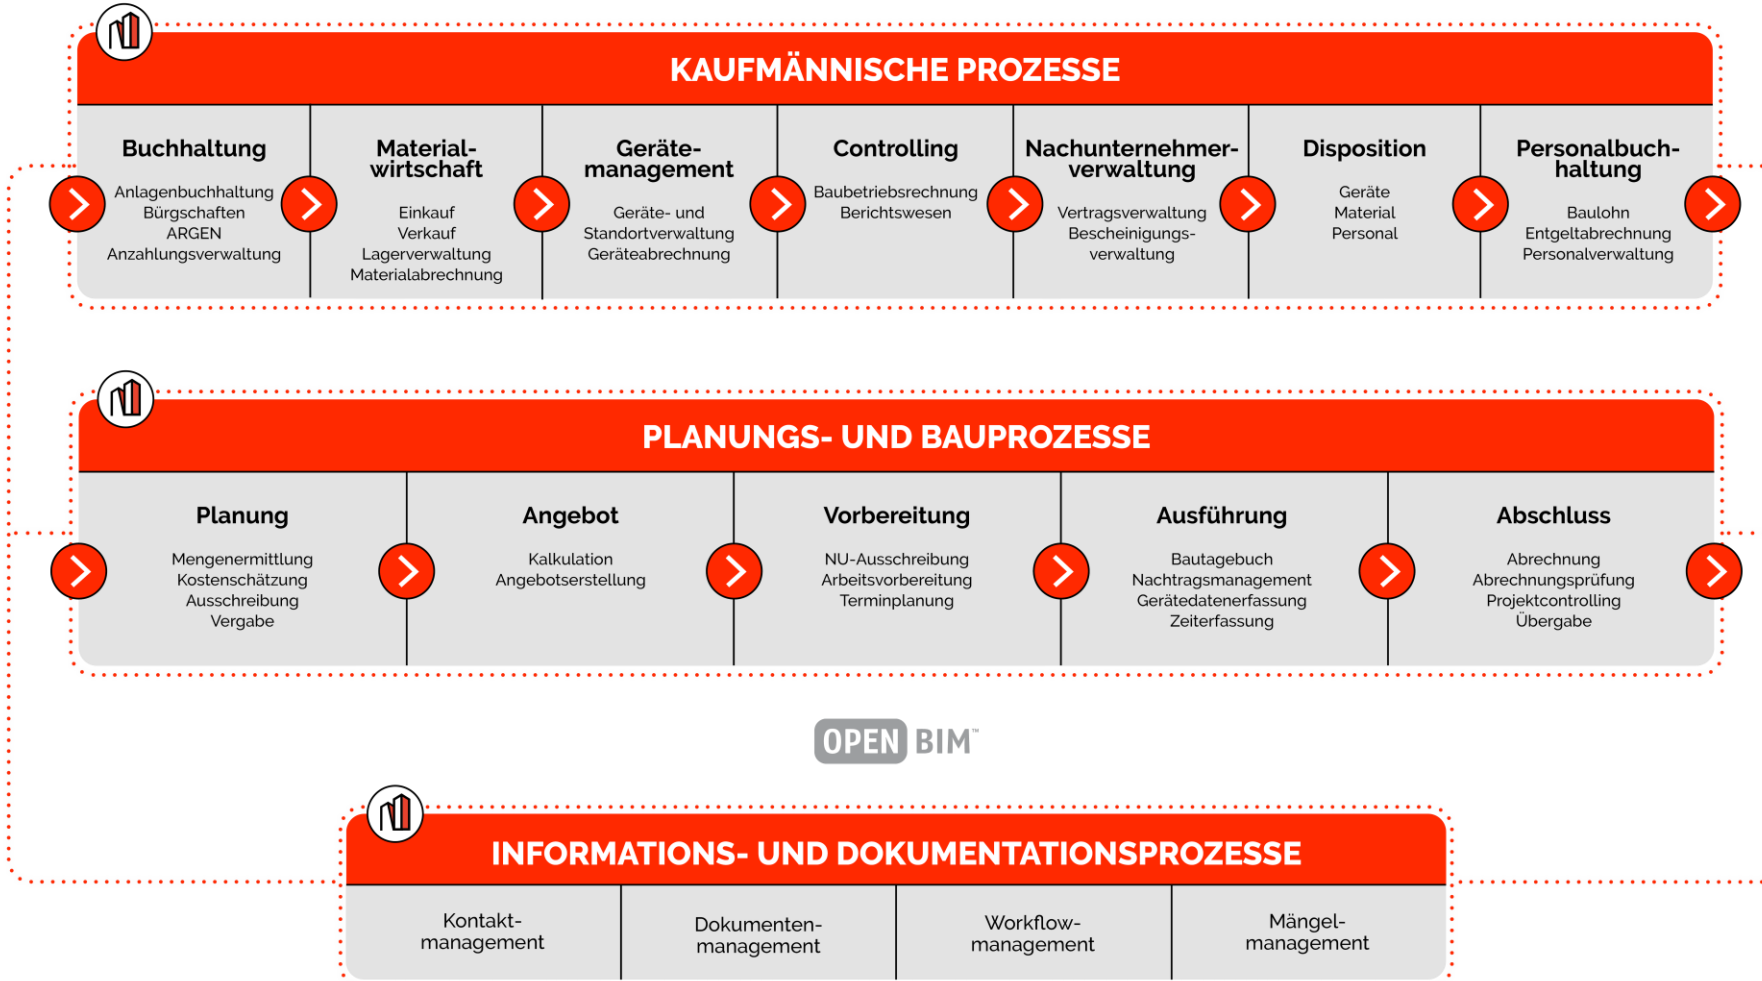 KAUFMÄNNISCHE PROZESSE
Buchhaltung
Anlagenbuchhaltung
Bürgschaften
ARGEN
Anzahlungsverwaltung
Material-
wirtschaft
Einkauf
Verkauf
Lagerverwaltung
Materialabrechnung
Geräte-
management
Geräte- und
Standortverwaltung
Geräteabrechnung
Controlling
Baubetriebsrechnung
Berichtswesen
Nachunternehmer-
verwaltung
Vertragsverwaltung
Bescheinigungs-
verwaltung
Disposition
Geräte
Material
Personal
Personalbuch-
haltung
Baulohn
Entgeltabrechnung
Personalverwaltung
PLANUNGS- UND BAUPROZESSE
Planung
Mengenermittlung
Kostenschätzung
Ausschreibung
Vergabe
Angebot
Kalkulation
Angebotserstellung
Vorbereitung
NU-Ausschreibung
Arbeitsvorbereitung
Terminplanung
Ausführung
Bautagebuch
Nachtragsmanagement
Gerätedatenerfassung
Zeiterfassung
Abschluss
Abrechnung
Abrechnungsprüfung
Projektcontrolling
Übergabe
OPEN BIM™
INFORMATIONS- UND DOKUMENTATIONSPROZESSE
Kontakt-
management
Dokumenten-
management
Workflow-
management
Mängel-
management